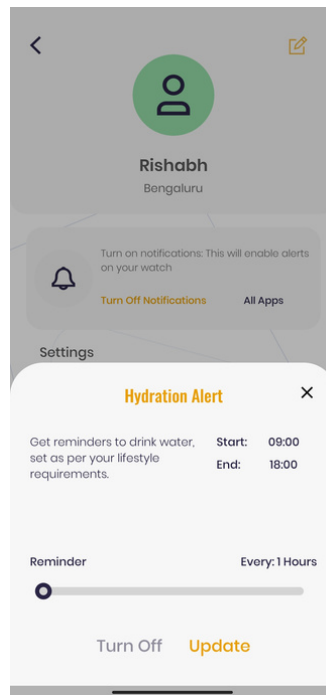 Rishabh
Bengaluru
Turn on notifications: This will enable alerts
on your watch
Turn Off Notifications All Apps
Settings
Hydration Alert
Get reminders to drink water, Start: 09:00
set as per your lifestyle End: 18:00
requirements.
Reminder Every: 1 Hours
Turn Off Update